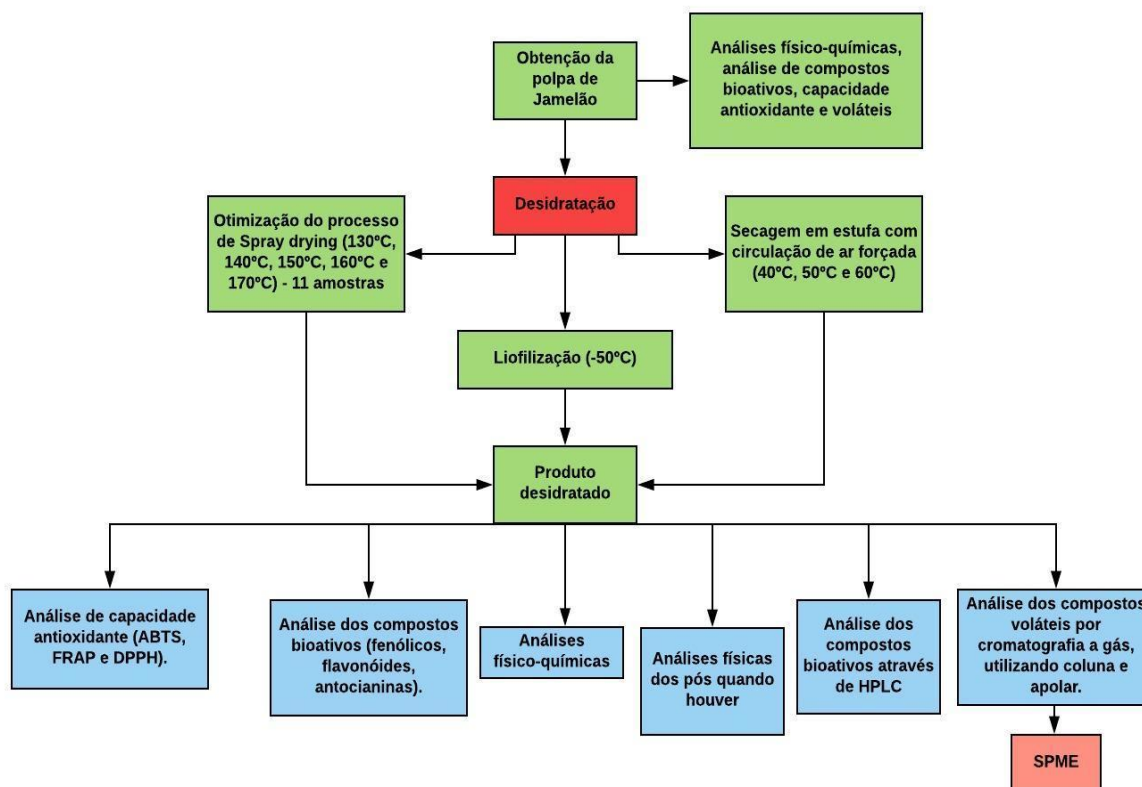 Obtenção da
polpa de
Jamelão
Análises físico-químicas,
análise de compostos
bioativos, capacidade
antioxidante e voláteis
Desidratação
Otimização do processo
de Spray drying (130ºC,
140ºC, 150ºC, 160ºC e
170ºC) - 11 amostras
Secagem em estufa com
circulação de ar forçada
(40ºC, 50ºC e 60ºC)
Liofilização (-50ºC)
Produto
desidratado
Análise de capacidade
antioxidante (ABTS,
FRAP e DPPH).
Análise dos compostos
bioativos (fenólicos,
flavonóides,
antocianinas).
Análises
físico-químicas
Análises físicas
dos pós quando
houver
Análise dos
compostos
bioativos através
de HPLC
Análise dos compostos
voláteis por
cromatografia a gás,
utilizando coluna e
apolar.
SPME